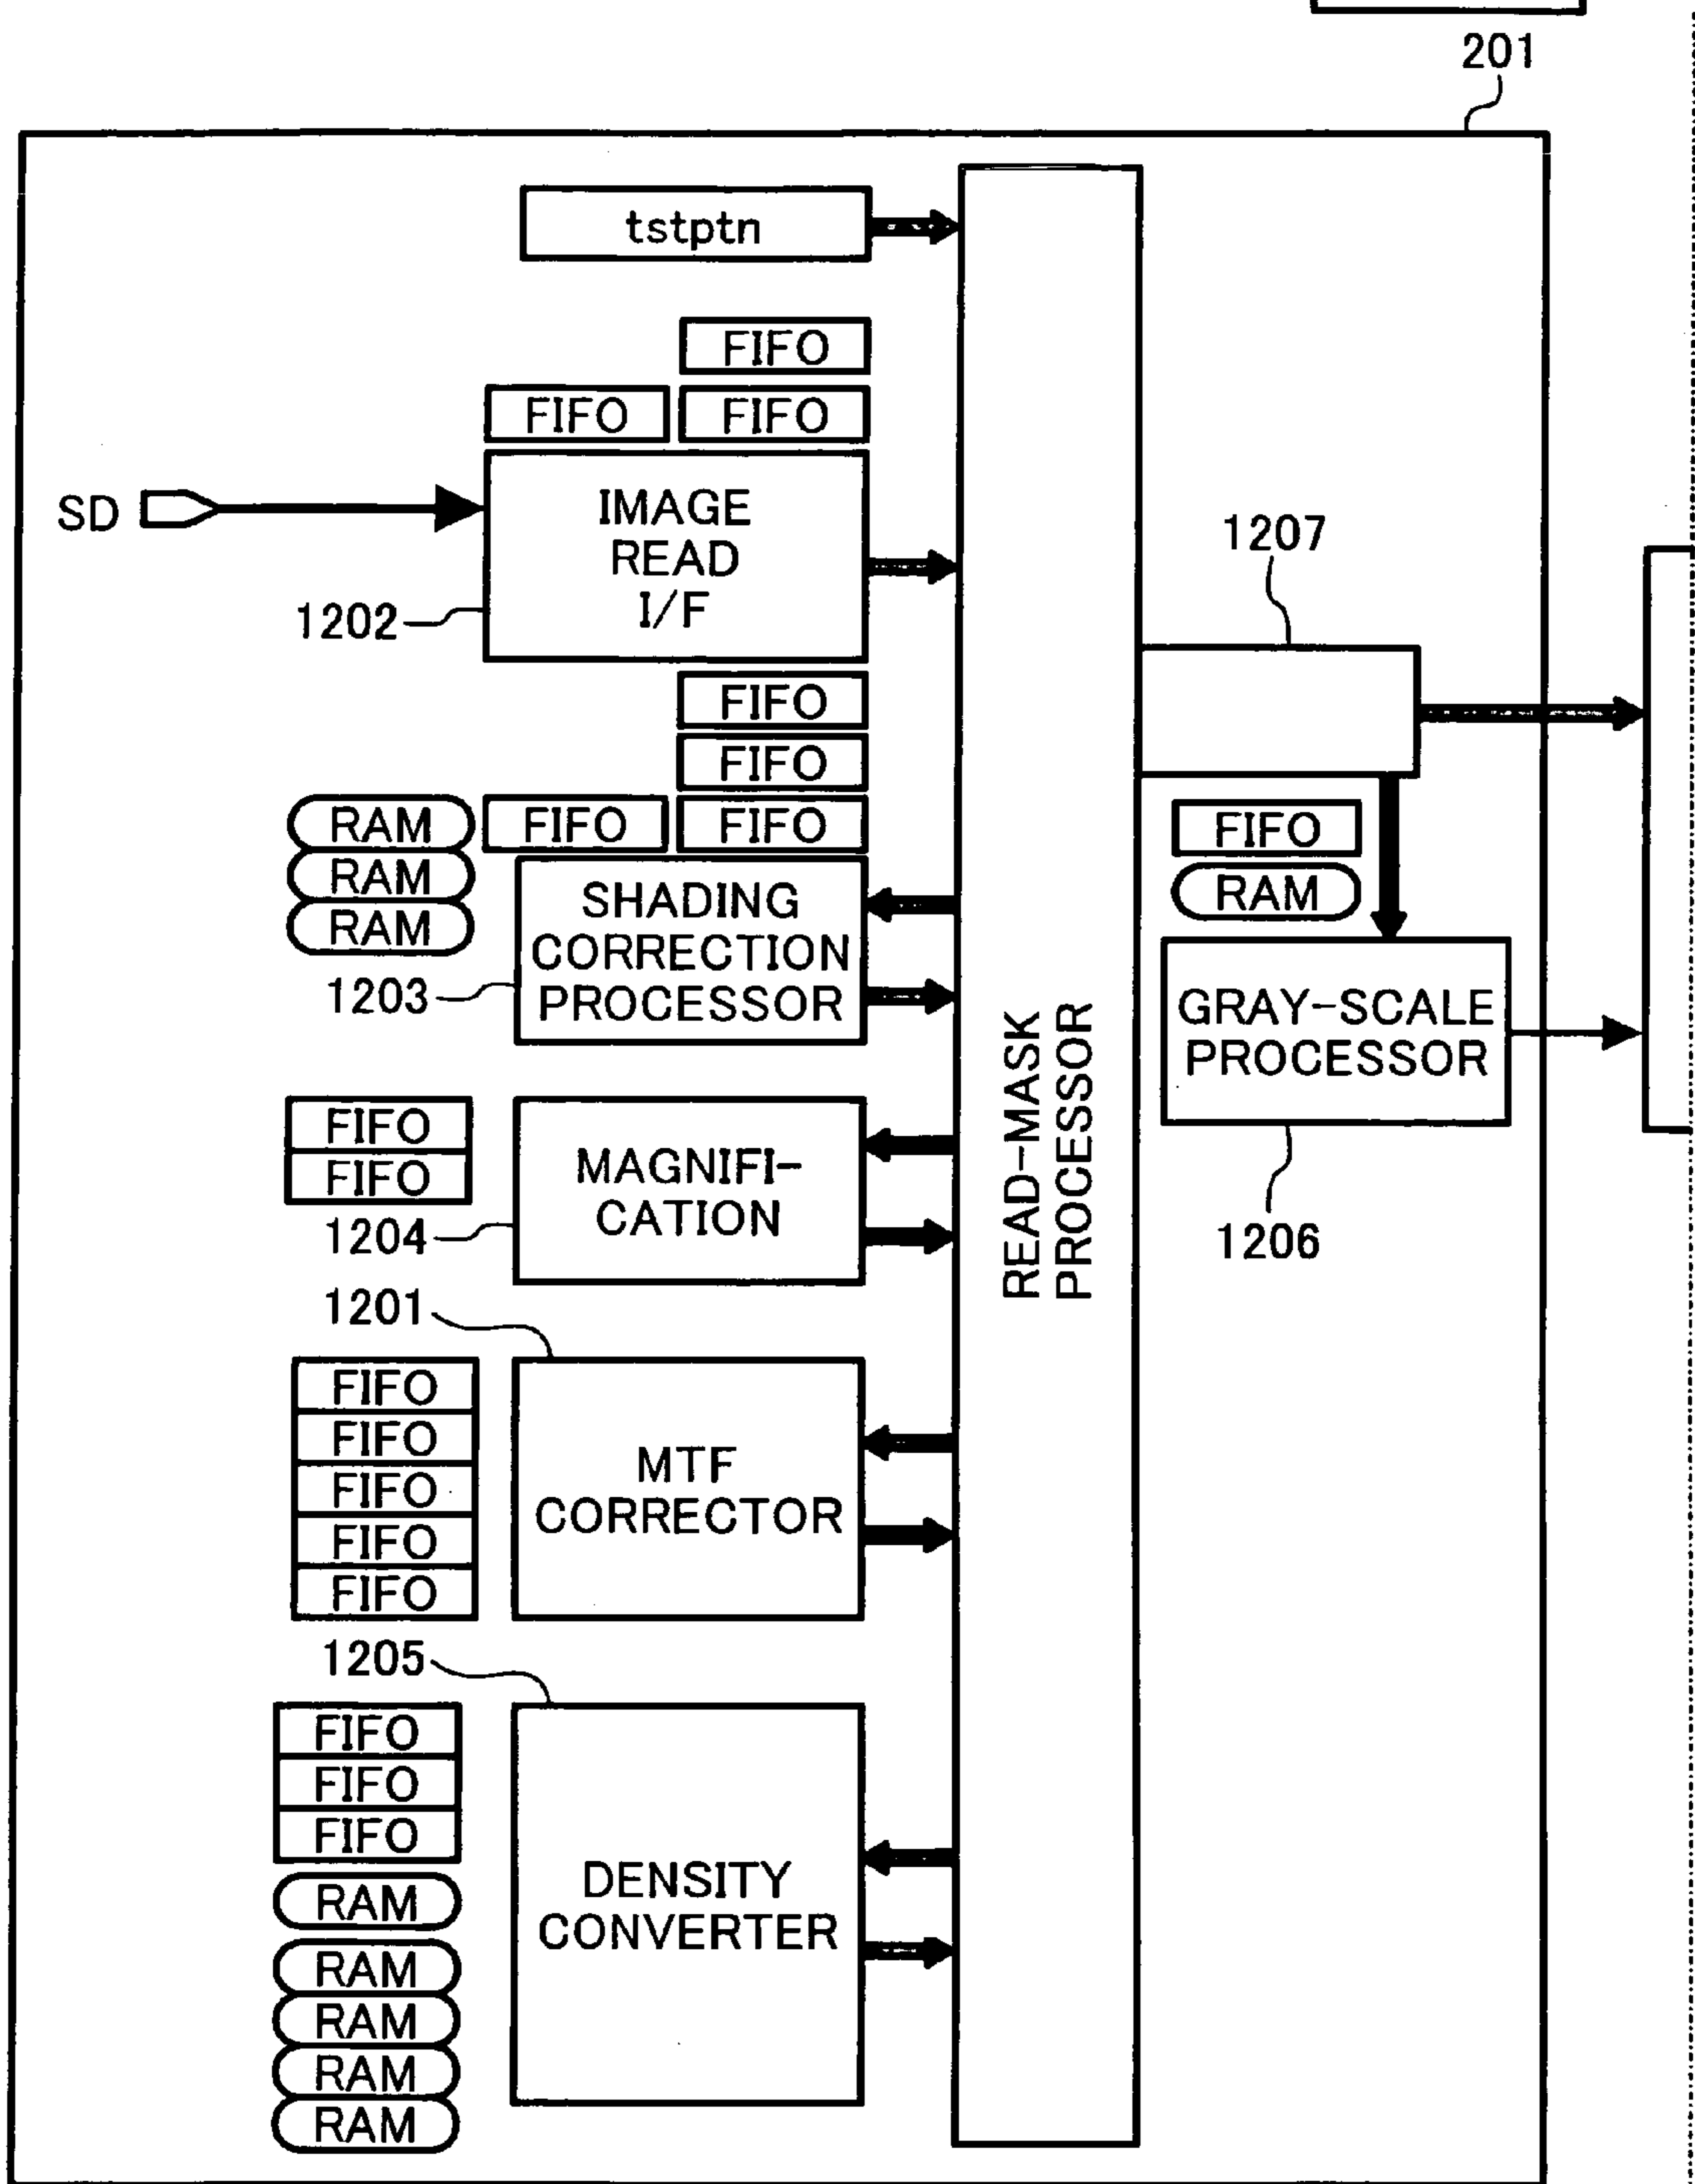 201
tstptn
FIFO
FIFO FIFO
SD
IMAGE
READ
I/F
1202
1207
FIFO
FIFO
RAM FIFO FIFO
RAM
RAM
SHADING
CORRECTION
PROCESSOR
1203
FIFO
RAM
GRAY-SCALE
PROCESSOR
1206
READ-MASK
PROCESSOR
FIFO
FIFO
MAGNIFI-
CATION
1204
1201
FIFO
FIFO
FIFO
FIFO
FIFO
MTF
CORRECTOR
1205
FIFO
FIFO
FIFO
RAM
RAM
RAM
RAM
RAM
DENSITY
CONVERTER